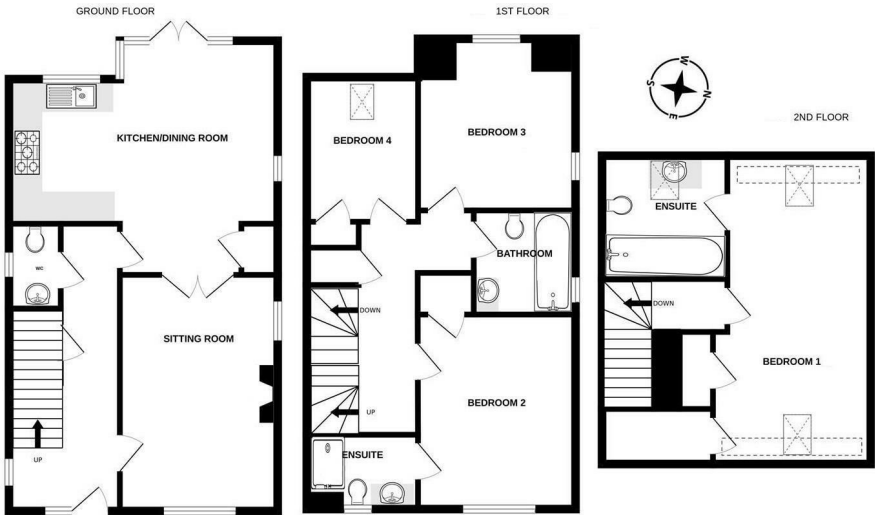 GROUND FLOOR
KITCHEN/DINING ROOM
WC
SITTING ROOM
UP
1ST FLOOR
BEDROOM 4
BEDROOM 3
BATHROOM
DOWN
BEDROOM 2
UP
ENSUITE
W
S
N
E
2ND FLOOR
ENSUITE
DOWN
BEDROOM 1